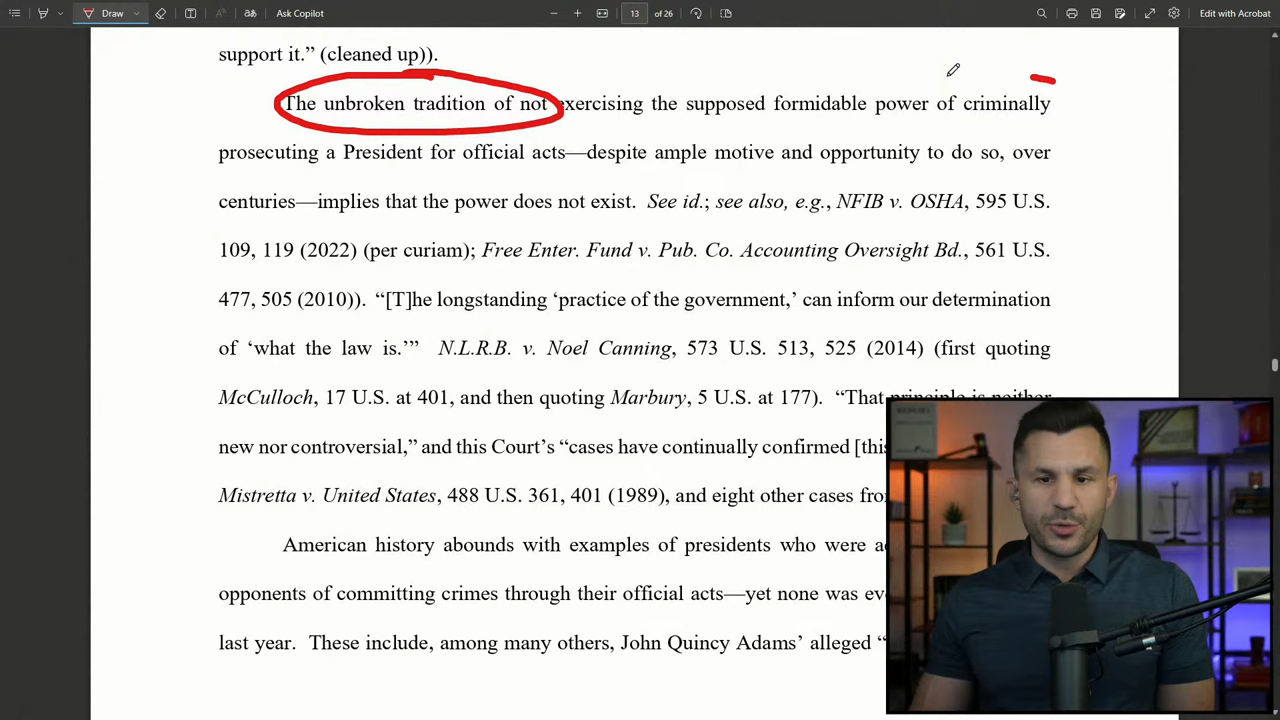 Draw
Ask Copilot
13 of 26
Edit with Acrobat
support it.” (cleaned up)).
The unbroken tradition of not exercising the supposed formidable power of criminally
prosecuting a President for official acts—despite ample motive and opportunity to do so, over
centuries—implies that the power does not exist. See id.; see also, e.g., NFIB v. OSHA, 595 U.S.
109, 119 (2022) (per curiam); Free Enter. Fund v. Pub. Co. Accounting Oversight Bd., 561 U.S.
477, 505 (2010)). “[T]he longstanding ‘practice of the government,’ can inform our determination
of ‘what the law is.’” N.L.R.B. v. Noel Canning, 573 U.S. 513, 525 (2014) (first quoting
McCulloch, 17 U.S. at 401, and then quoting Marbury, 5 U.S. at 177). “That principle is neither
new nor controversial,” and this Court’s “cases have continually confirmed [this
Mistretta v. United States, 488 U.S. 361, 401 (1989), and eight other cases
American history abounds with examples of presidents who were
opponents of committing crimes through their official acts—yet none was
last year. These include, among many others, John Quincy Adams’ alleged “